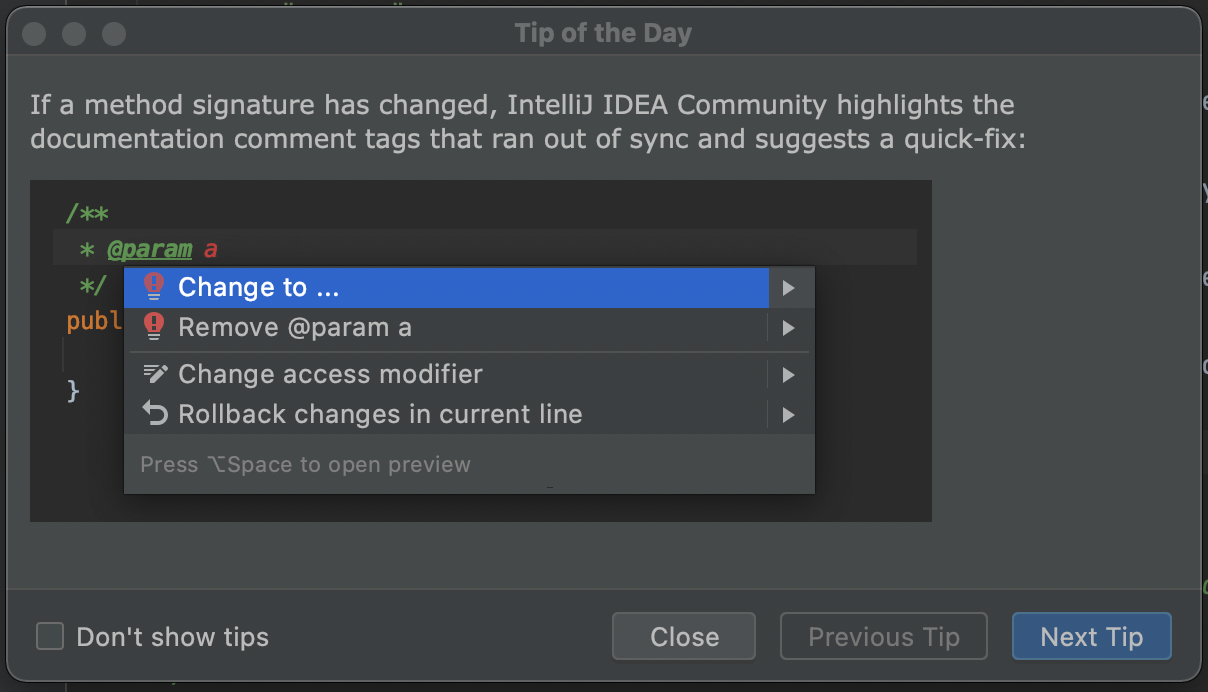 Tip of the Day
If a method signature has changed, IntelliJ IDEA Community highlights the
documentation comment tags that ran out of sync and suggests a quick-fix:
/**
* @param a
*/
publ
}
Change to ...
Remove @param a
Change access modifier
Rollback changes in current line
Press ⌥Space to open preview
Don't show tips
Close
Previous Tip
Next Tip